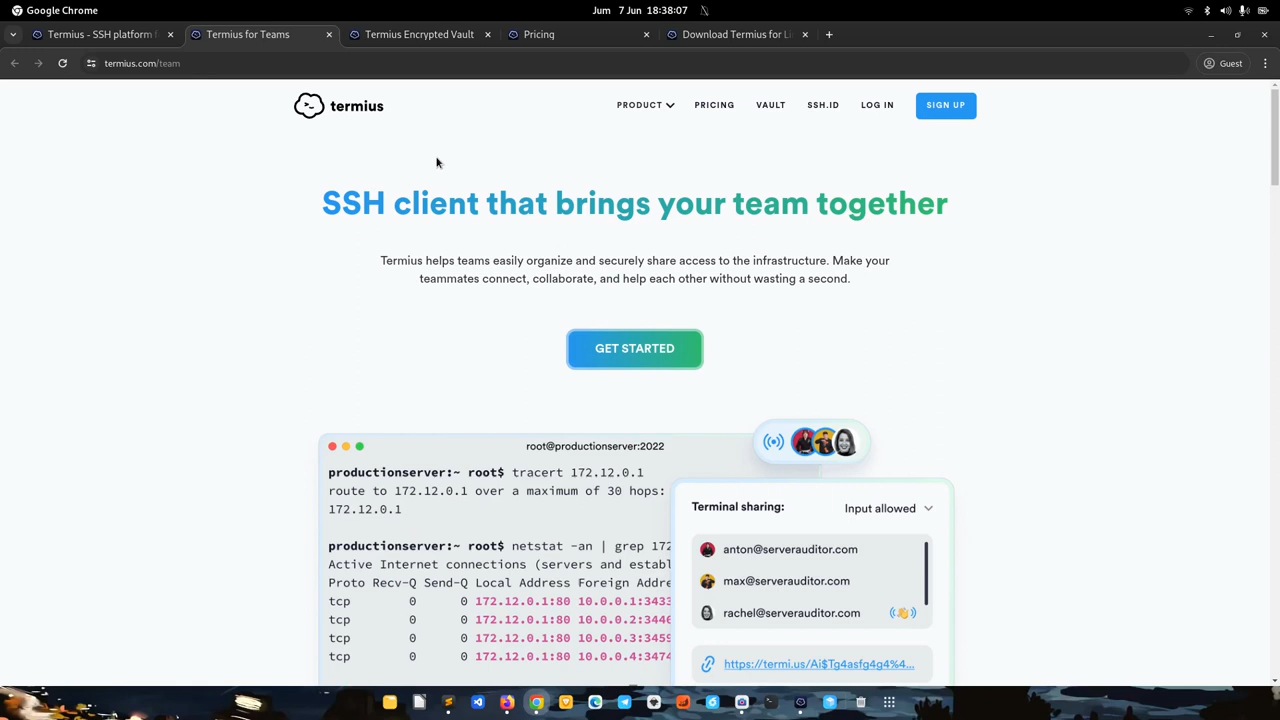 Google Chrome
Jum 7 Jun 18:38:07
Termius - SSH platform f
Termius for Teams
Termius Encrypted Vault
Pricing
Download Termius for Li
termius.com/team
Guest
termius
PRODUCT
PRICING
VAULT
SSH.ID
LOG IN
SIGN UP
SSH client that brings your team together
Termius helps teams easily organize and securely share access to the infrastructure. Make your
teammates connect, collaborate, and help each other without wasting a second.
GET STARTED
root@productionserver:2022
productionserver:~ root$ tracert 172.12.0.1
route to 172.12.0.1 over a maximum of 30 hops:
172.12.0.1
productionserver:~ root$ netstat -an | grep 172
Active Internet connections (servers and establ
Proto Recv-Q Send-Q Local Address Foreign Addre
tcp 0 0 172.12.0.1:80 10.0.0.1:3433
tcp 0 0 172.12.0.1:80 10.0.0.2:3446
tcp 0 0 172.12.0.1:80 10.0.0.3:3459
tcp 0 0 172.12.0.1:80 10.0.0.4:3474
Terminal sharing:
Input allowed
anton@serverauditor.com
max@serverauditor.com
rachel@serverauditor.com
https://termi.us/Ai$Tg4asfg4g4%4...